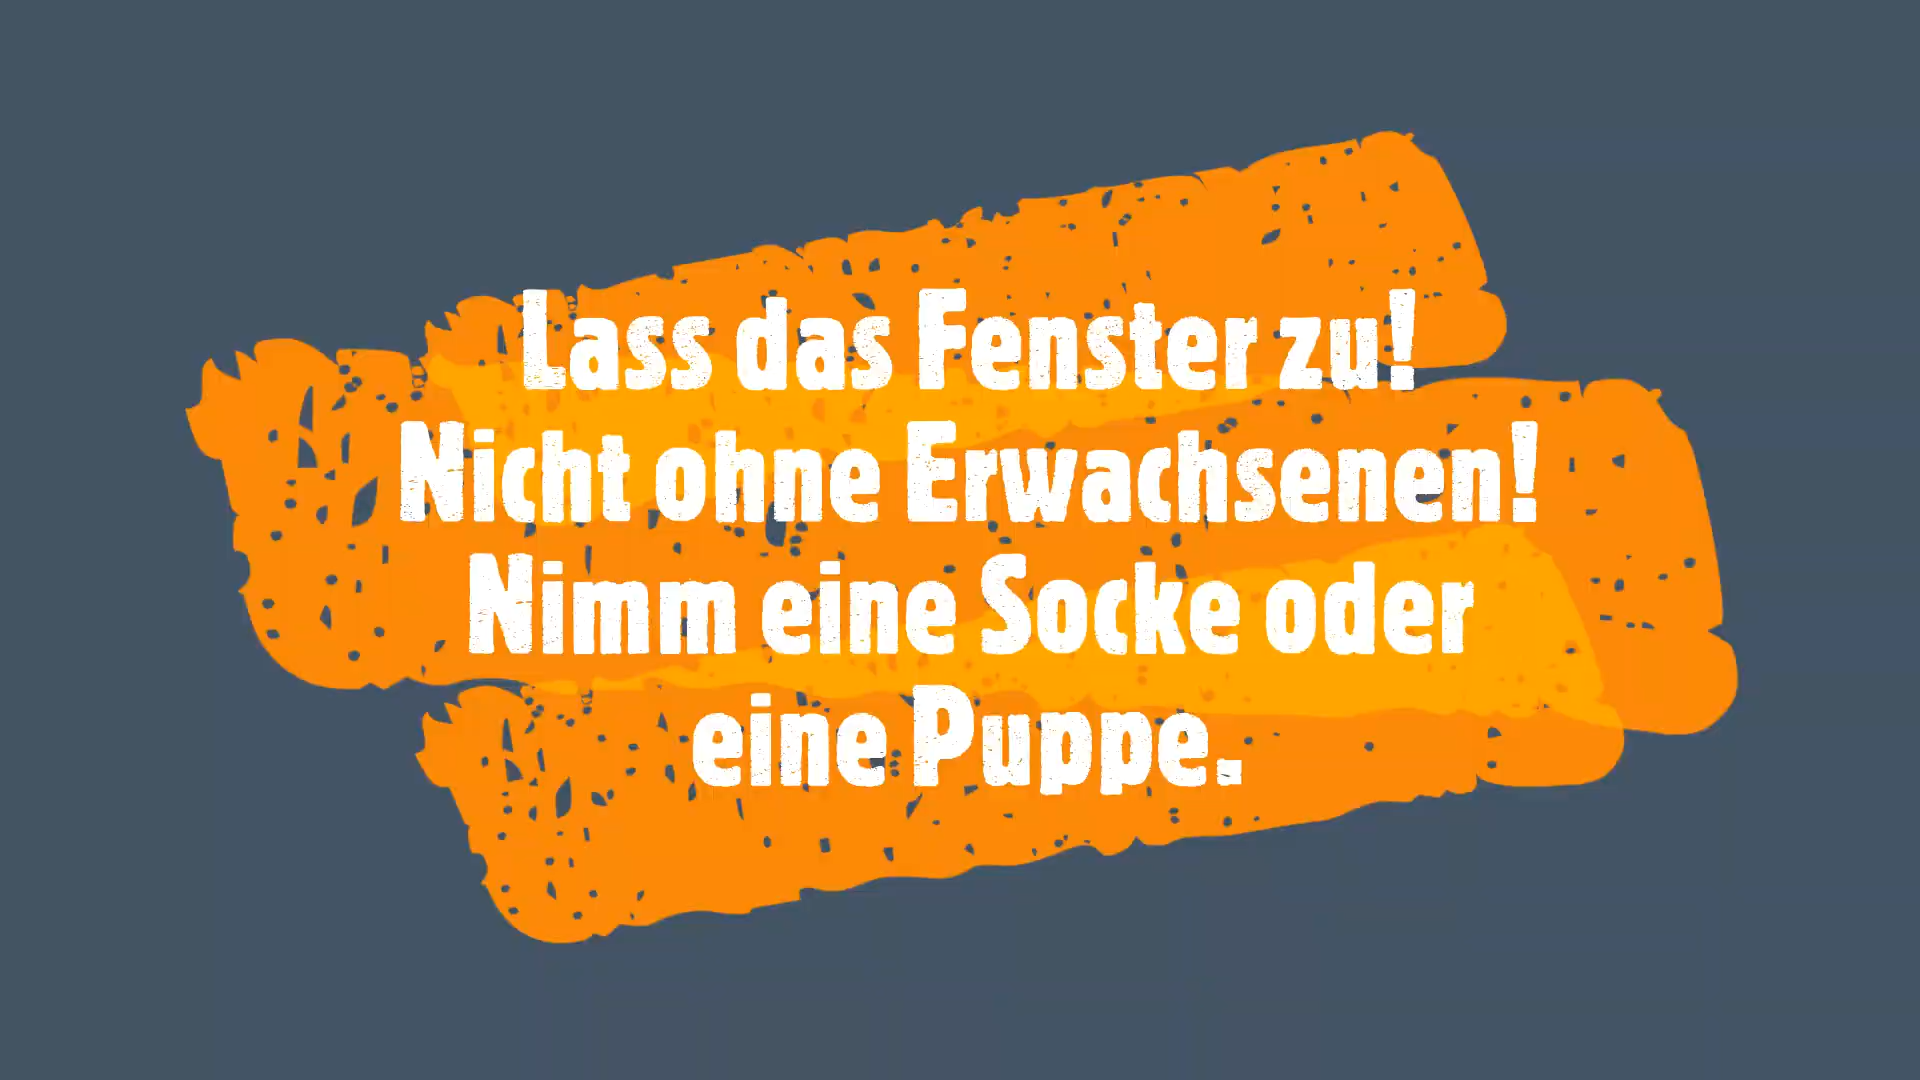 Lass das Fenster zu!
Nicht ohne Erwachsenen!
Nimm eine Socke oder
eine Puppe.